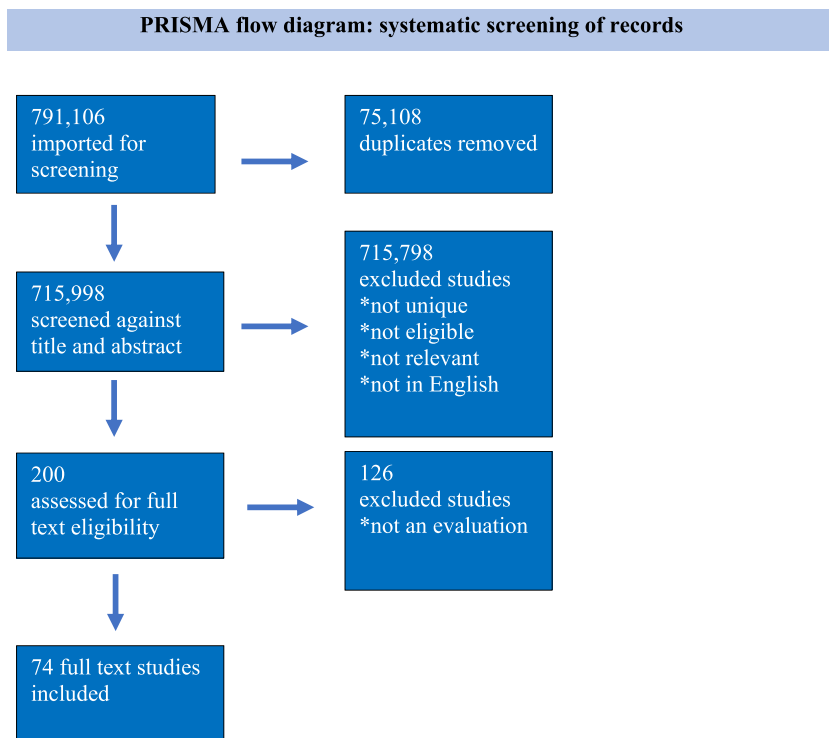 PRISMA flow diagram: systematic screening of records
791,106
imported for
screening
75,108
duplicates removed
715,998
screened against
title and abstract
715,798
excluded studies
*not unique
*not eligible
*not relevant
*not in English
200
assessed for full
text eligibility
126
excluded studies
*not an evaluation
74 full text studies
included